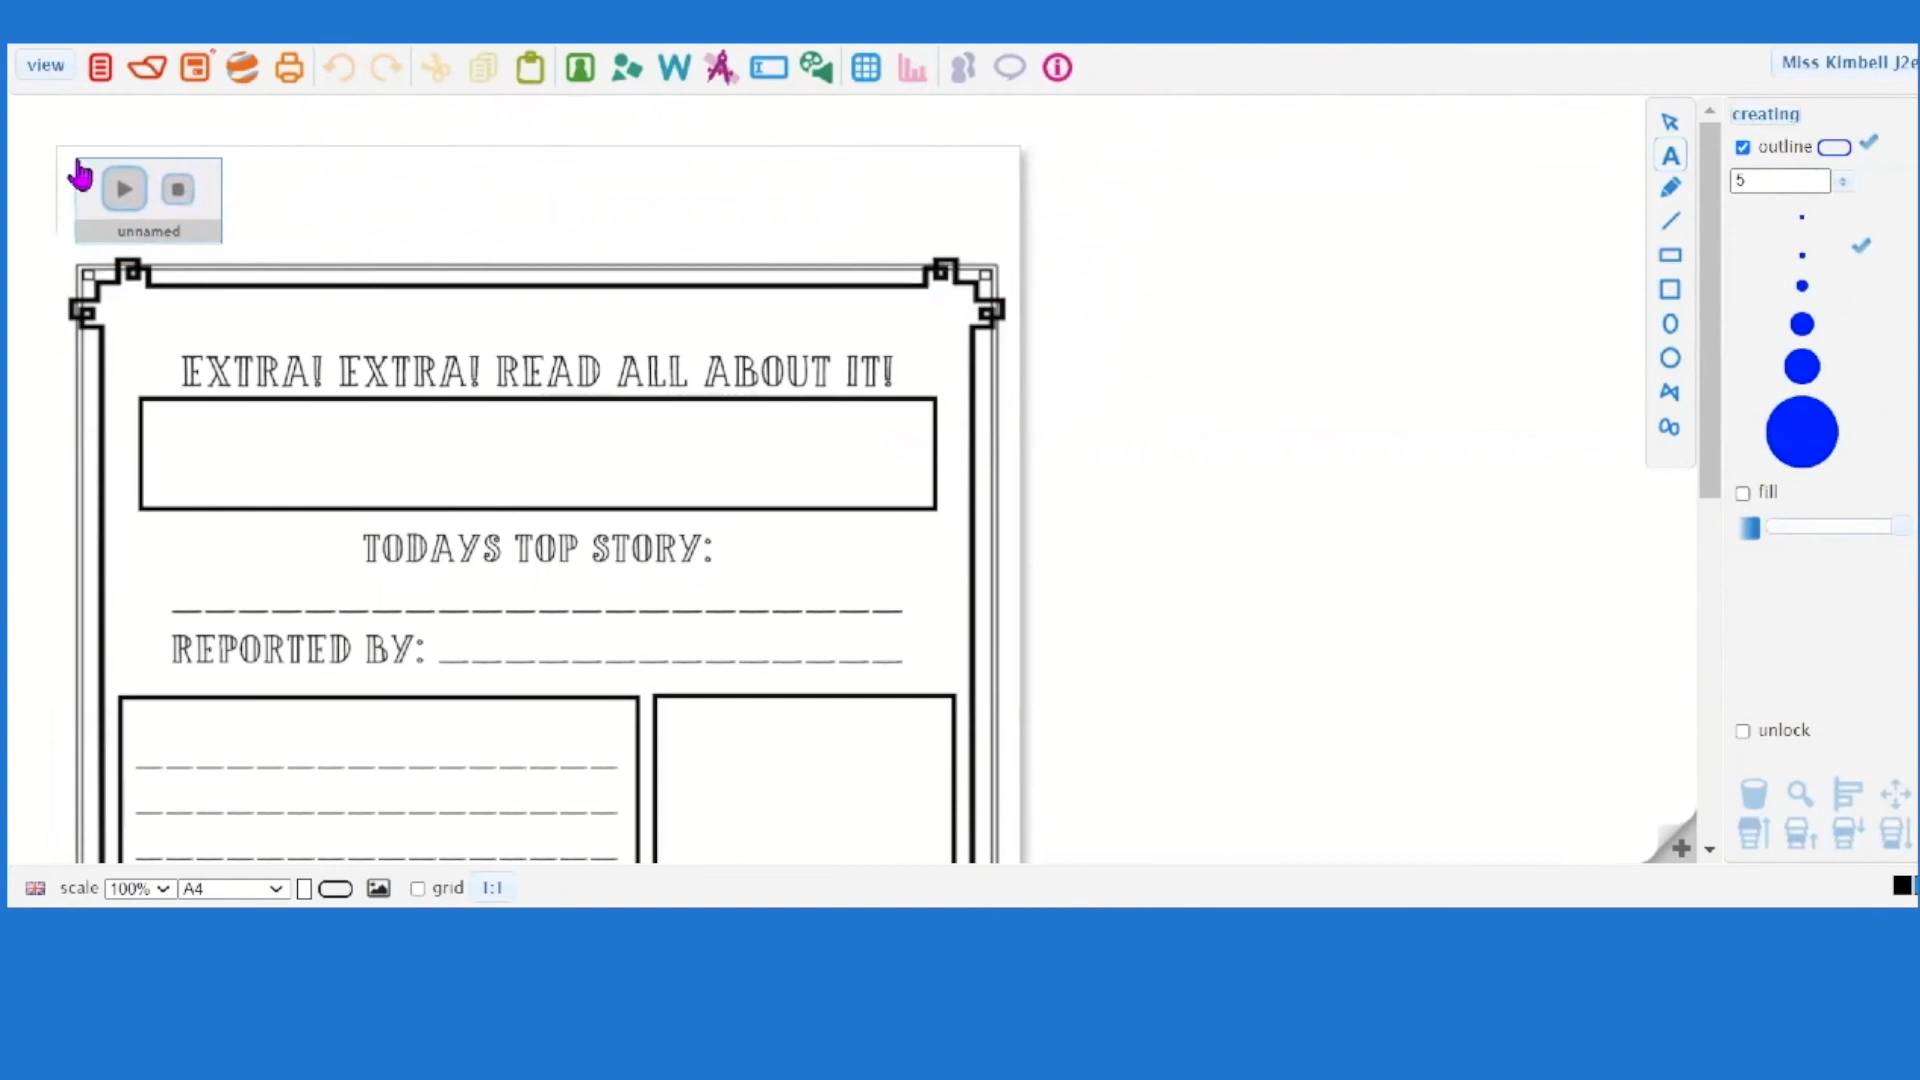 view
Miss Kimbell J2e
creating
outline
5
unnamed
EXTRA! EXTRA! READ ALL ABOUT IT!
TODAYS TOP STORY:
REPORTED BY:
fill
unlock
scale 100% A4 grid 1:1